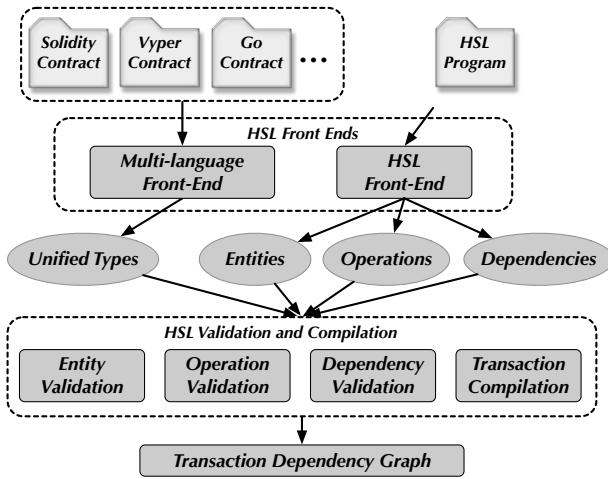 Solidity Contract
Vyper Contract
Go Contract
...
HSL Program
HSL Front Ends
Multi-language Front-End
HSL Front-End
Unified Types
Entities
Operations
Dependencies
HSL Validation and Compilation
Entity Validation
Operation Validation
Dependency Validation
Transaction Compilation
Transaction Dependency Graph